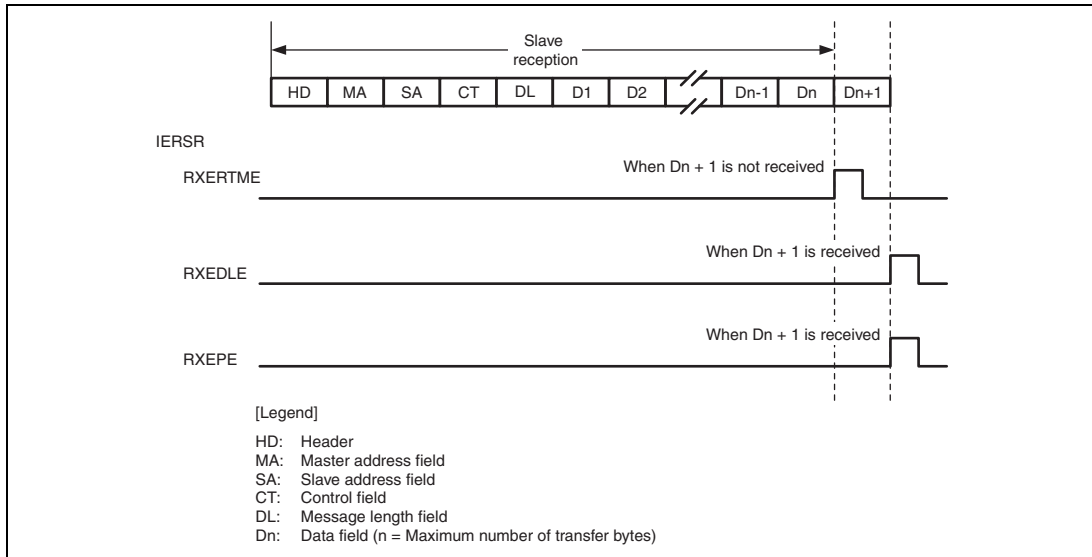 Slave
reception
HD MA SA CT DL D1 D2 Dn-1 Dn Dn+1
IERSR
When Dn + 1 is not received
RXERTME
When Dn + 1 is received
RXEDLE
When Dn + 1 is received
RXEPE
[Legend]
HD: Header
MA: Master address field
SA: Slave address field
CT: Control field
DL: Message length field
Dn: Data field (n = Maximum number of transfer bytes)